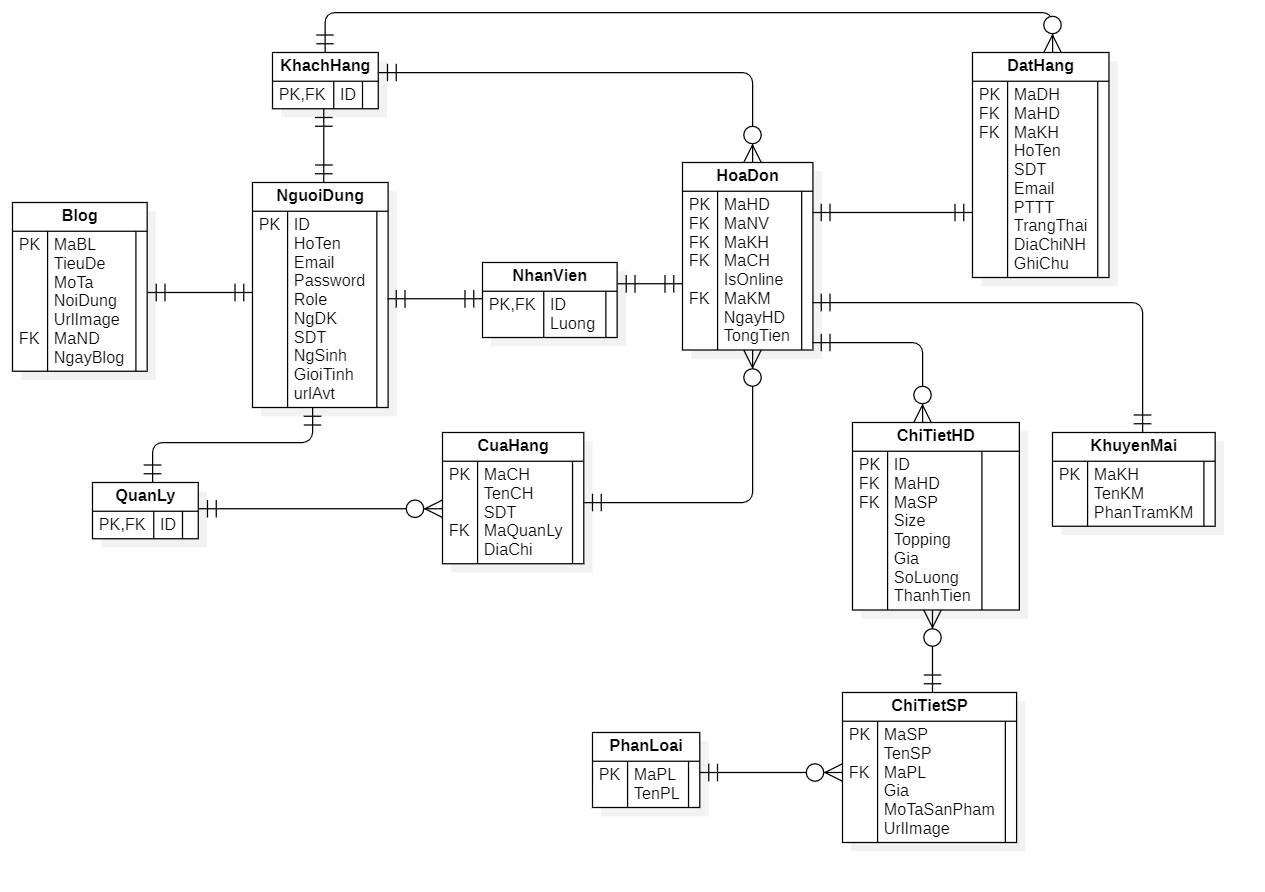 KhachHang
PK,FK ID
DatHang
PK MaDH
FK MaHD
FK MaKH
HoTen
SDT
Email
PTTT
TrangThai
DiaChiNH
GhiChu
HoaDon
PK MaHD
FK MaNV
FK MaKH
FK MaCH
IsOnline
FK MaKM
NgayHD
TongTien
NguoiDung
PK ID
HoTen
Email
Password
Role
NgDK
SDT
NgSinh
GioiTinh
urlAvt
Blog
PK MaBL
TieuDe
MoTa
NoiDung
UrlImage
FK MaND
NgayBlog
NhanVien
PK,FK ID
Luong
CuaHang
PK MaCH
TenCH
SDT
FK MaQuanLy
DiaChi
QuanLy
PK,FK ID
ChiTietHD
PK ID
FK MaHD
FK MaSP
Size
Topping
Gia
SoLuong
ThanhTien
KhuyenMai
PK MaKH
TenKM
PhanTramKM
ChiTietSP
PK MaSP
TenSP
FK MaPL
Gia
MoTaSanPham
UrlImage
PhanLoai
PK MaPL
TenPL